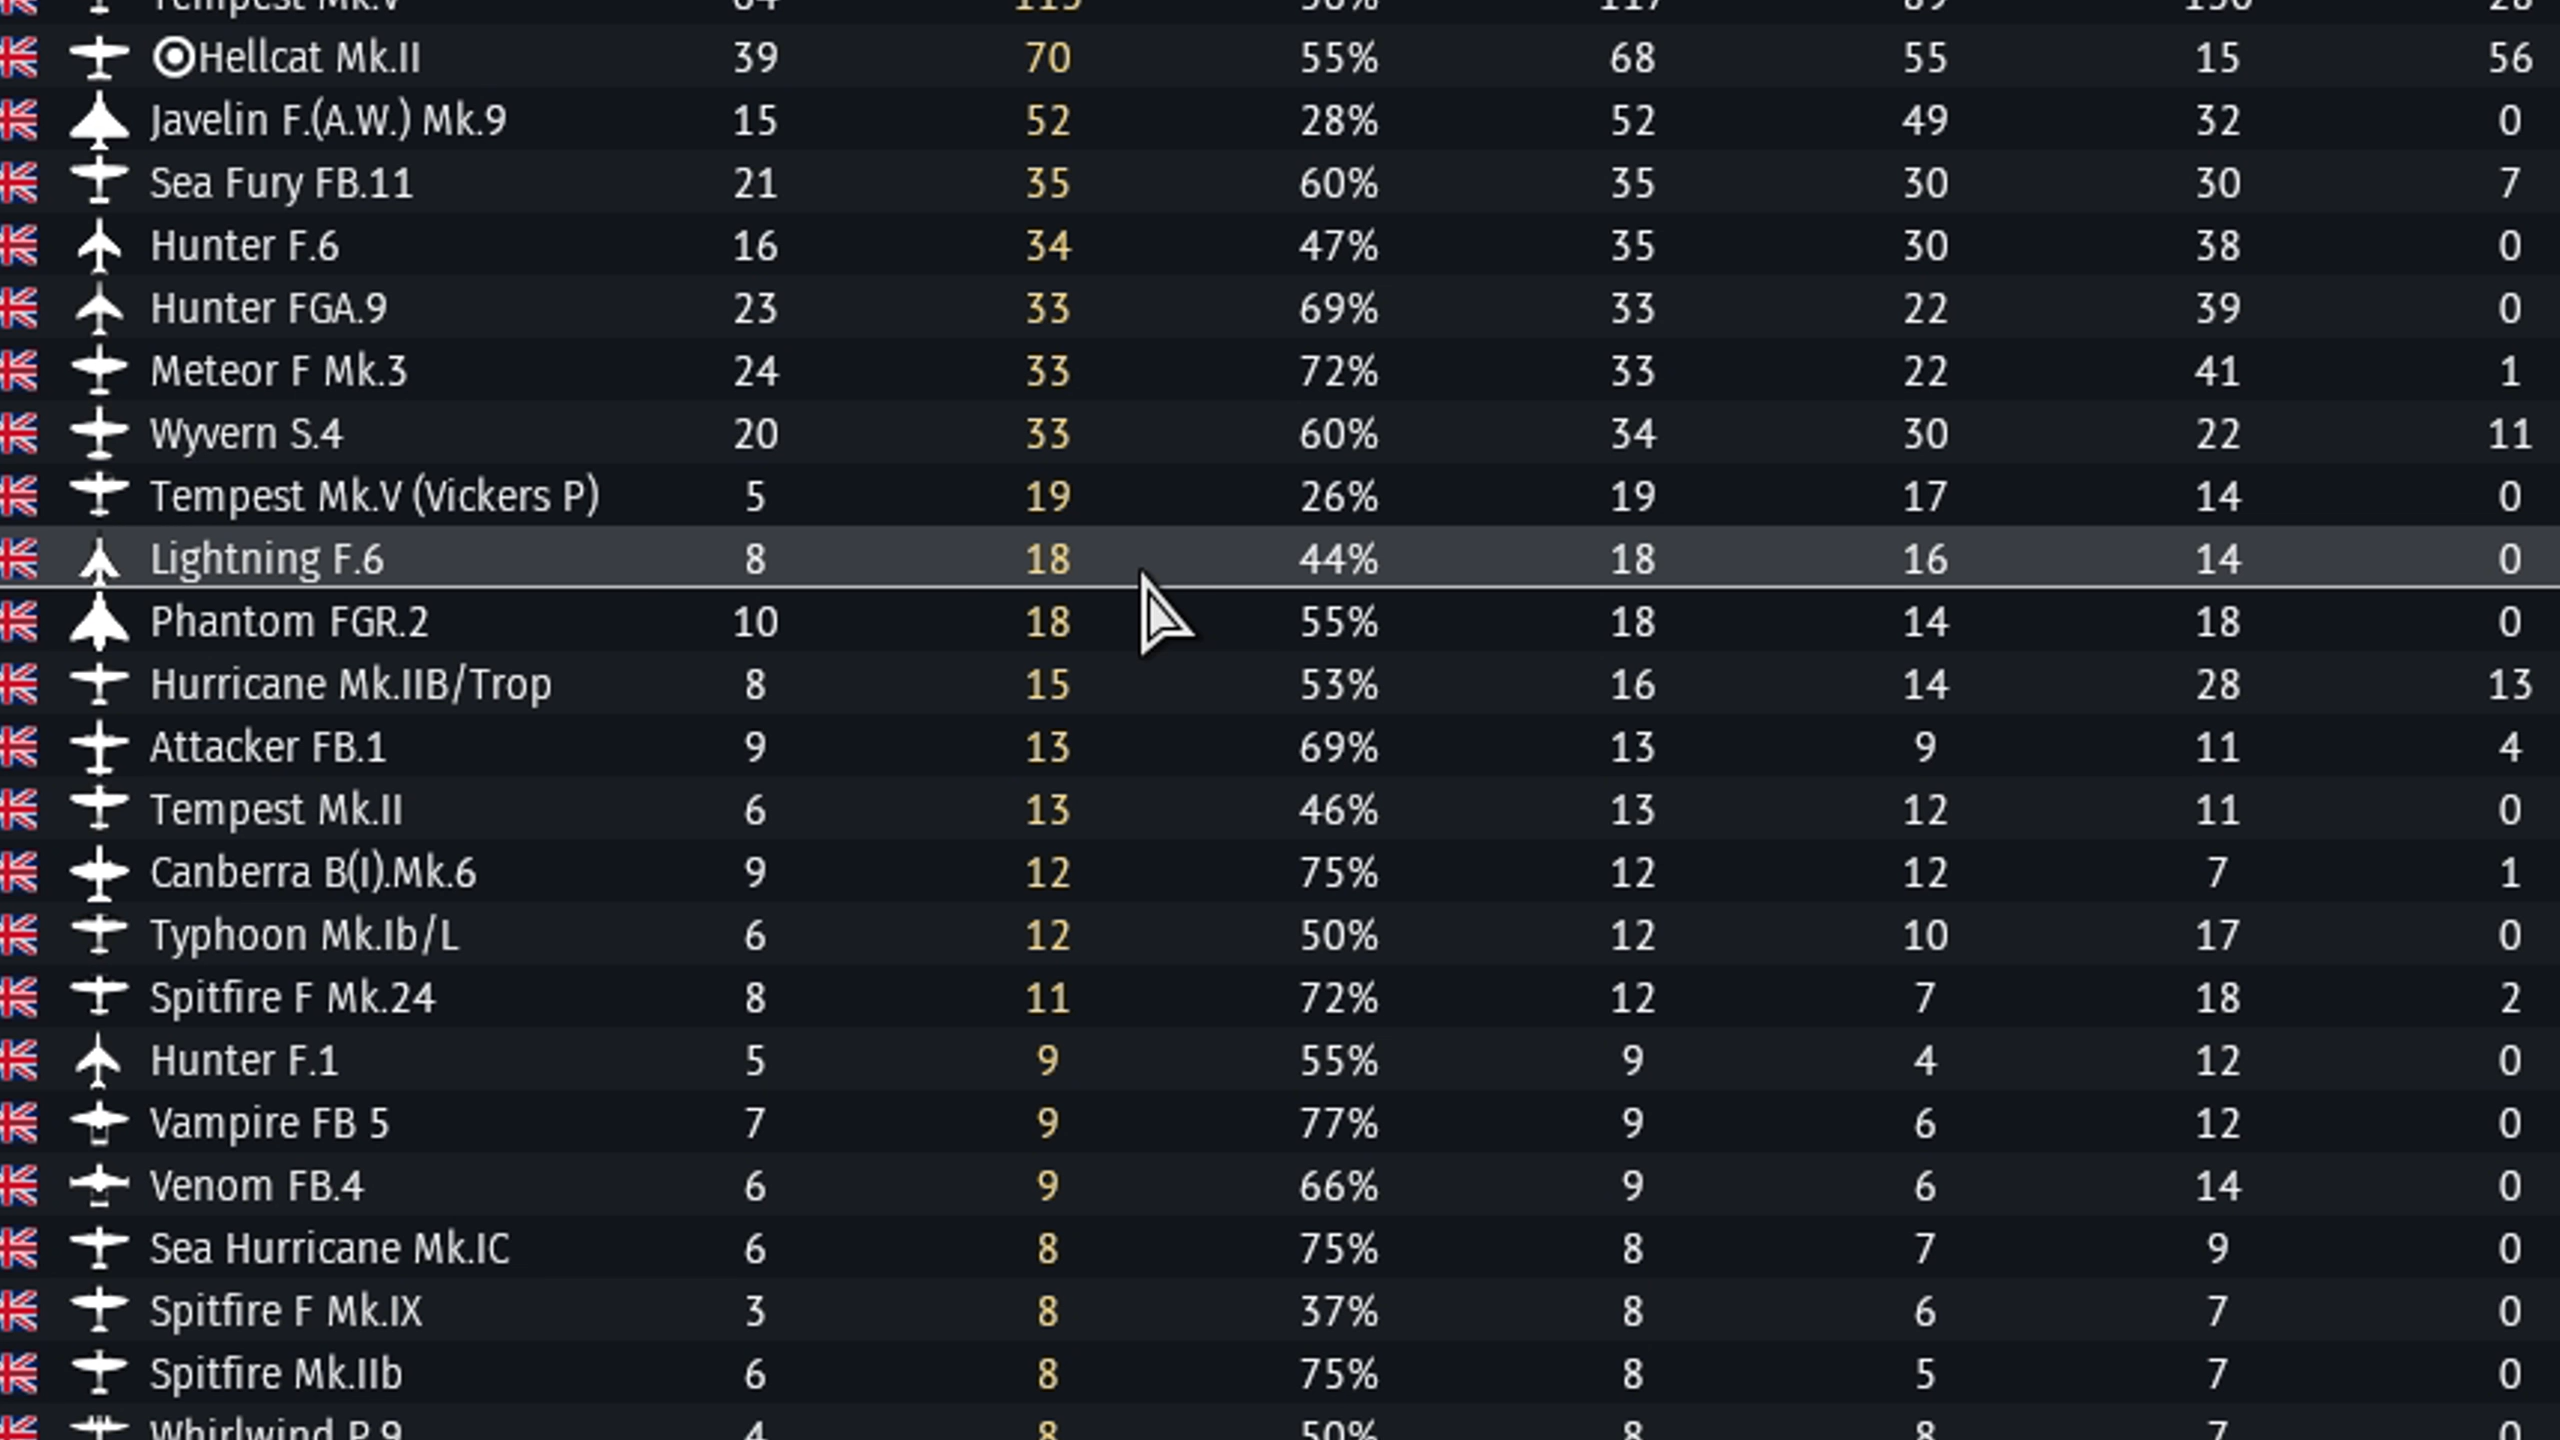 Tempest Mk.V
Hellcat Mk.II 39 70 55% 68 55 15 56
Javelin F.(A.W.) Mk.9 15 52 28% 52 49 32 0
Sea Fury FB.11 21 35 60% 35 30 30 7
Hunter F.6 16 34 47% 35 30 38 0
Hunter FGA.9 23 33 69% 33 22 39 0
Meteor F Mk.3 24 33 72% 33 22 41 1
Wyvern S.4 20 33 60% 34 30 22 11
Tempest Mk.V (Vickers P) 5 19 26% 19 17 14 0
Lightning F.6 8 18 44% 18 16 14 0
Phantom FGR.2 10 18 55% 18 14 18 0
Hurricane Mk.IIB/Trop 8 15 53% 16 14 28 13
Attacker FB.1 9 13 69% 13 9 11 4
Tempest Mk.II 6 13 46% 13 12 11 0
Canberra B(I).Mk.6 9 12 75% 12 12 7 1
Typhoon Mk.Ib/L 6 12 50% 12 10 17 0
Spitfire F Mk.24 8 11 72% 12 7 18 2
Hunter F.1 5 9 55% 9 4 12 0
Vampire FB 5 7 9 77% 9 6 12 0
Venom FB.4 6 9 66% 9 6 14 0
Sea Hurricane Mk.IC 6 8 75% 8 7 9 0
Spitfire F Mk.IX 3 8 37% 8 6 7 0
Spitfire Mk.IIb 6 8 75% 8 5 7 0
Whirlwind P.9 4 8 50% 8 8 7 0